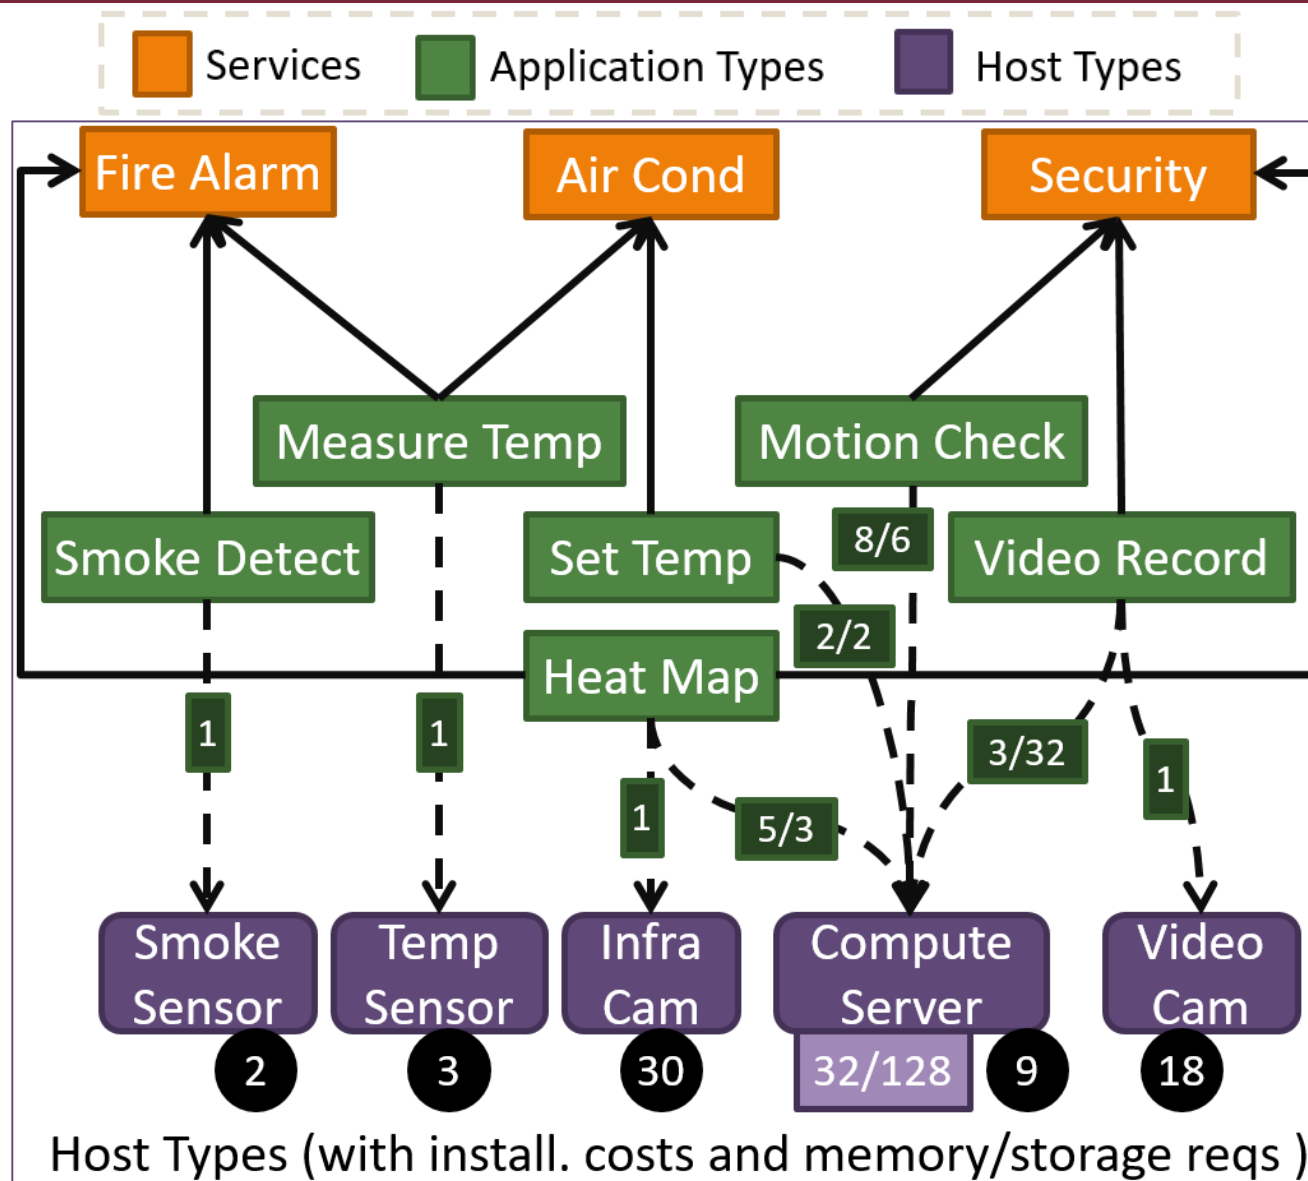 Services
Application Types
Host Types
Fire Alarm
Air Cond
Security
Measure Temp
Motion Check
Smoke Detect
Set Temp
8/6
Video Record
2/2
Heat Map
1
1
3/32
1
1
5/3
Smoke
Sensor
Temp
Sensor
Infra
Cam
Compute
Server
Video
Cam
2
3
30
32/128
9
18
Host Types (with install. costs and memory/storage reqs )